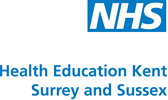 NHS
Health Education Kent
Surrey and Sussex